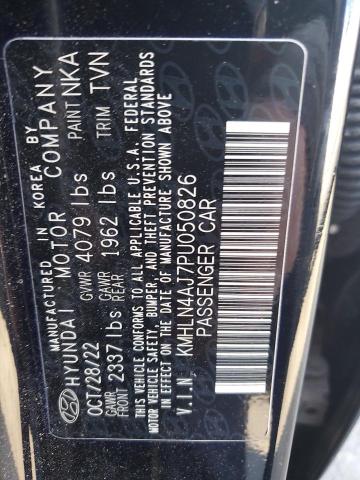 MANUFACTURED IN KOREA BY
HYUNDAI MOTOR COMPANY
OCT/28/22 GVWR 4079 lbs PAINT NKA
GAWR FRONT 2337 lbs GAWR REAR 1962 lbs TRIM TVN
THIS VEHICLE CONFORMS TO ALL APPLICABLE U.S.A. FEDERAL
MOTOR VEHICLE SAFETY, BUMPER, AND THEFT PREVENTION STANDARDS
IN EFFECT ON THE DATE OF MANUFACTURE SHOWN ABOVE.
V.I.N. KMHLN4AJ7PU050826
PASSENGER CAR